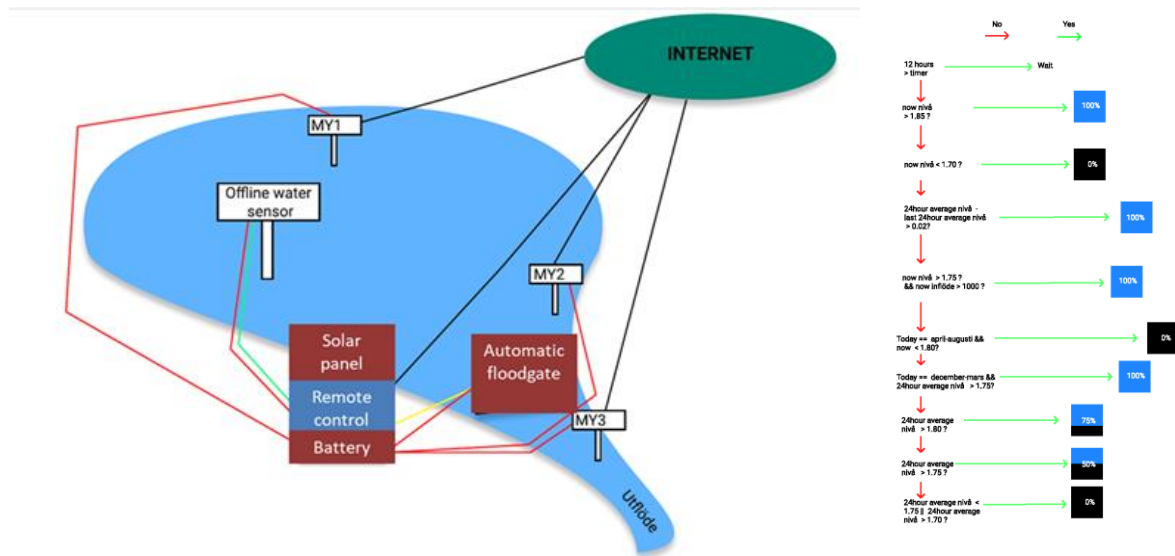 INTERNET
MY1
Offline water
sensor
MY2
Solar
panel
Automatic
floodgate
Remote
control
MY3
Battery
Utflöde
No
Yes
12 hours
> timer
Wait
now nivå
> 1.85 ?
100%
now nivå < 1.70 ?
0%
24hour average nivå -
last 24hour average nivå
> 0.02?
100%
now nivå > 1.75 ?
&& now inflöde > 1000 ?
100%
Today == april-augusti &&
now < 1.80?
0%
Today == december-mars &&
24hour average nivå > 1.75?
100%
24hour average
nivå > 1.80 ?
75%
24hour average
nivå > 1.75 ?
50%
24hour average nivå <
1.75 || 24hour average
nivå > 1.70 ?
0%